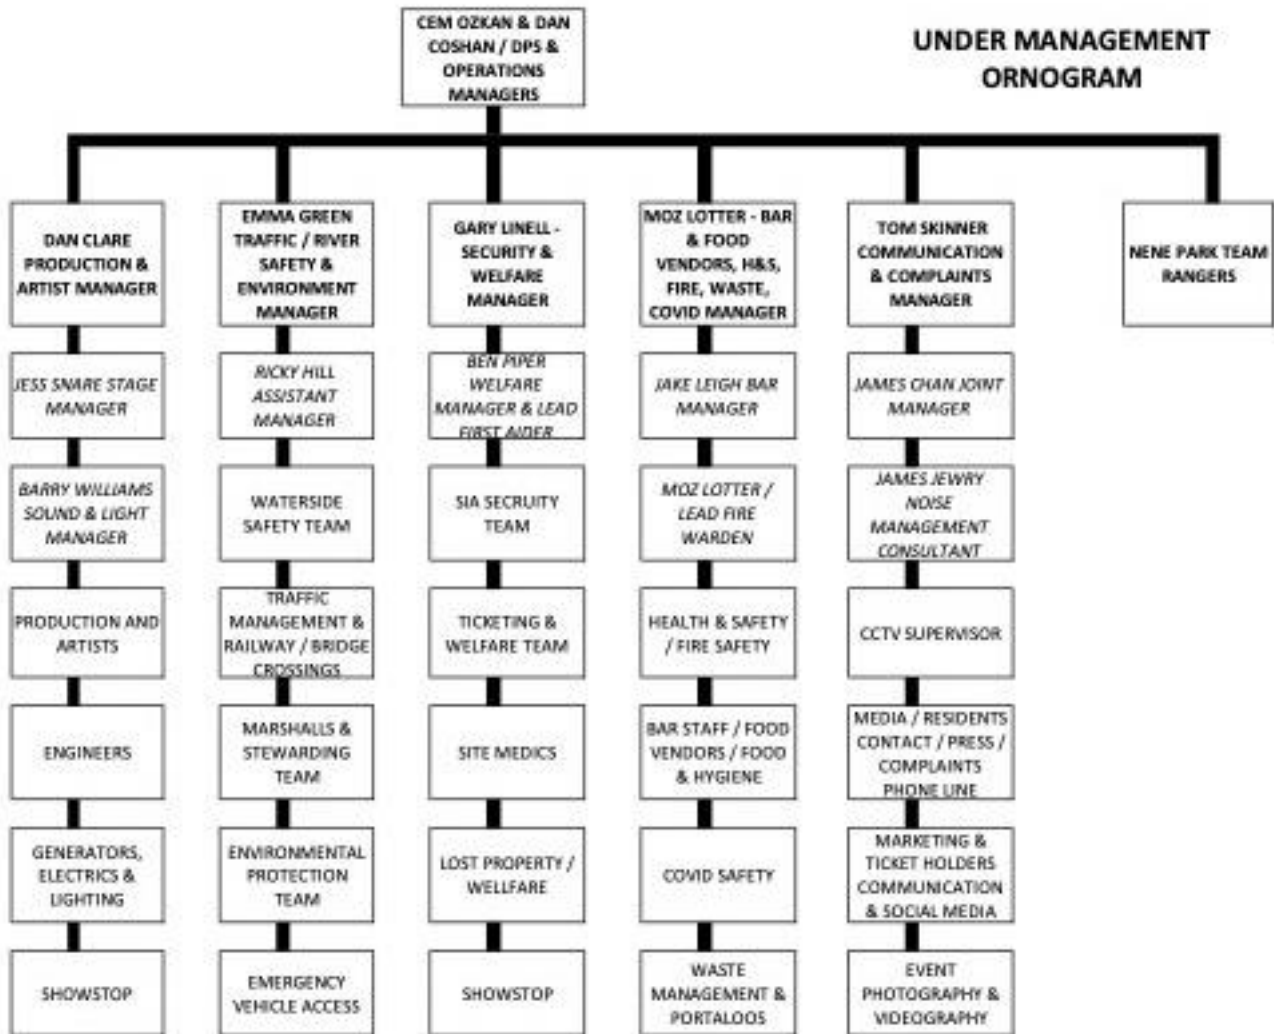 CEM OZKAN & DAN
COSHAN / DPS &
OPERATIONS
MANAGERS
UNDER MANAGEMENT
ORNOGRAM
DAN CLARE
PRODUCTION &
ARTIST MANAGER
EMMA GREEN
TRAFFIC / RIVER
SAFETY &
ENVIRONMENT
MANAGER
GARY LINELL -
SECURITY &
WELFARE
MANAGER
MOZ LOTTER - BAR
& FOOD
VENDORS, H&S,
FIRE, WASTE,
COVID MANAGER
TOM SKINNER
COMMUNICATION
& COMPLAINTS
MANAGER
NENE PARK TEAM
RANGERS
JESS SNARE STAGE
MANAGER
RICKY HILL
ASSISTANT
MANAGER
BEN PIPER
WELFARE
MANAGER & LEAD
FIRST AIDER
JAKE LEIGH BAR
MANAGER
JAMES CHAN JOINT
MANAGER
BARRY WILLIAMS
SOUND & LIGHT
MANAGER
WATERSIDE
SAFETY TEAM
SIA SECRUITY
TEAM
MOZ LOTTER /
LEAD FIRE
WARDEN
JAMES JEWRY
NOISE
MANAGEMENT
CONSULTANT
PRODUCTION AND
ARTISTS
TRAFFIC
MANAGEMENT &
RAILWAY / BRIDGE
CROSSINGS
TICKETING &
WELFARE TEAM
HEALTH & SAFETY
/ FIRE SAFETY
CCTV SUPERVISOR
ENGINEERS
MARSHALLS &
STEWARDING
TEAM
SITE MEDICS
BAR STAFF / FOOD
VENDORS / FOOD
& HYGIENE
MEDIA / RESIDENTS
CONTACT / PRESS /
COMPLAINTS
PHONE LINE
GENERATORS,
ELECTRICS &
LIGHTING
ENVIRONMENTAL
PROTECTION
TEAM
LOST PROPERTY /
WELLFARE
COVID SAFETY
MARKETING &
TICKET HOLDERS
COMMUNICATION
& SOCIAL MEDIA
SHOWSTOP
EMERGENCY
VEHICLE ACCESS
SHOWSTOP
WASTE
MANAGEMENT &
PORTALOOS
EVENT
PHOTOGRAPHY &
VIDEOGRAPHY